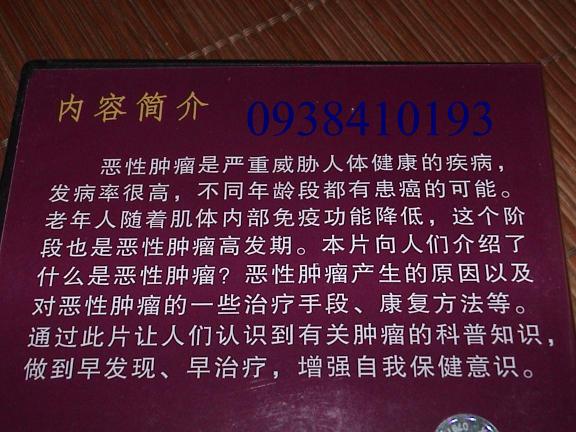 内容简介
0938410193
恶性肿瘤是严重威胁人体健康的疾病，
发病率很高，不同年龄段都有患癌的可能。
老年人随着肌体内部免疫功能降低，这个阶
段也是恶性肿瘤高发期。本片向人们介绍了
什么是恶性肿瘤？恶性肿瘤产生的原因以及
对恶性肿瘤的一些治疗手段、康复方法等。
通过此片让人们认识到有关肿瘤的科普知识，
做到早发现、早治疗，增强自我保健意识。